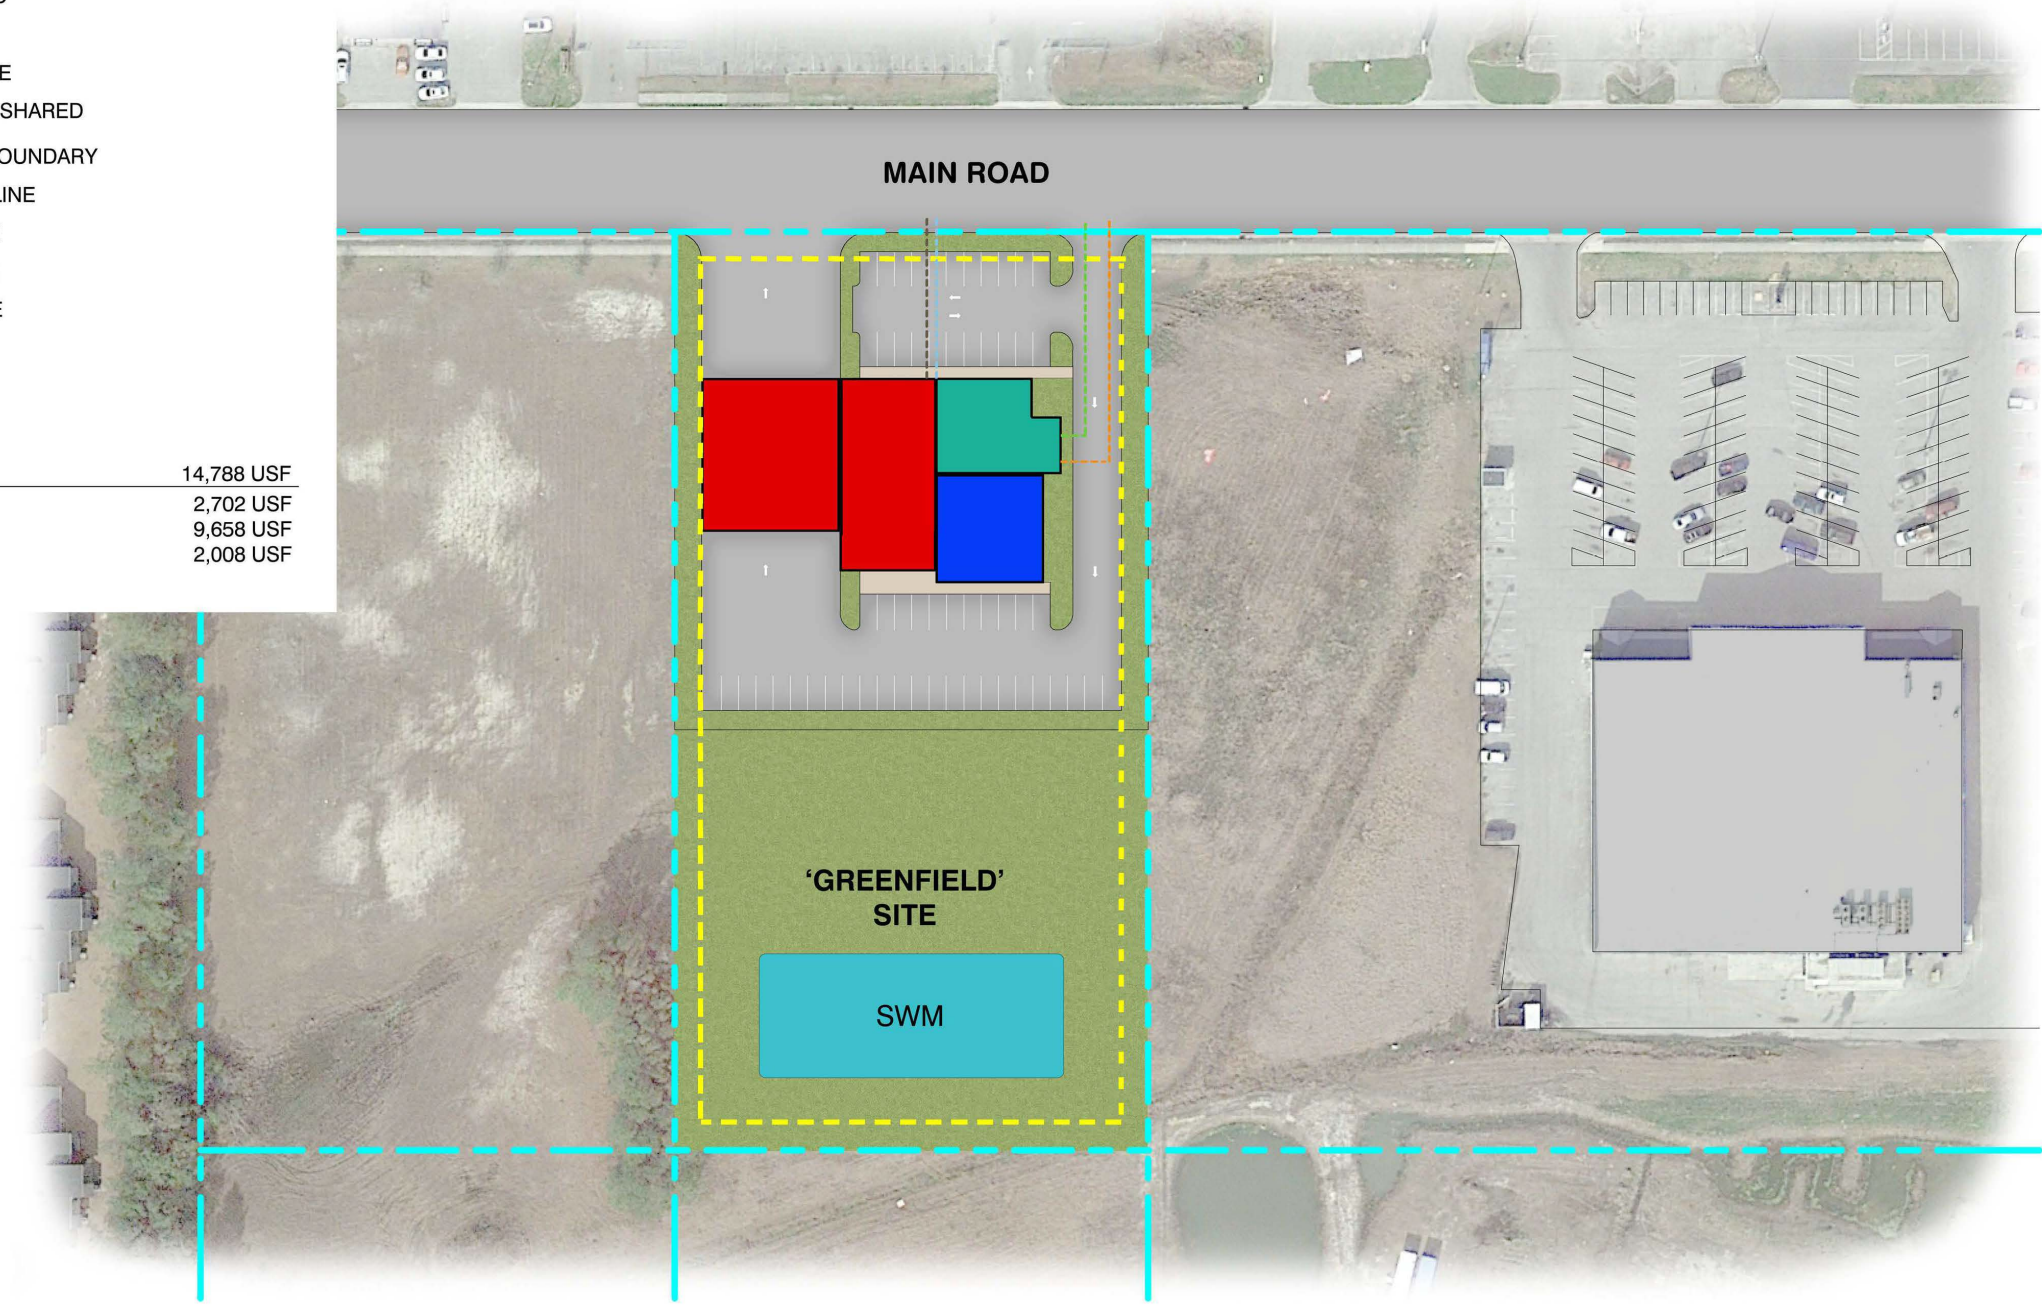 E
SHARED
OUNDARY
LINE
E
14,788 USF
2,702 USF
9,658 USF
2,008 USF
MAIN ROAD
‘GREENFIELD’
SITE
SWM